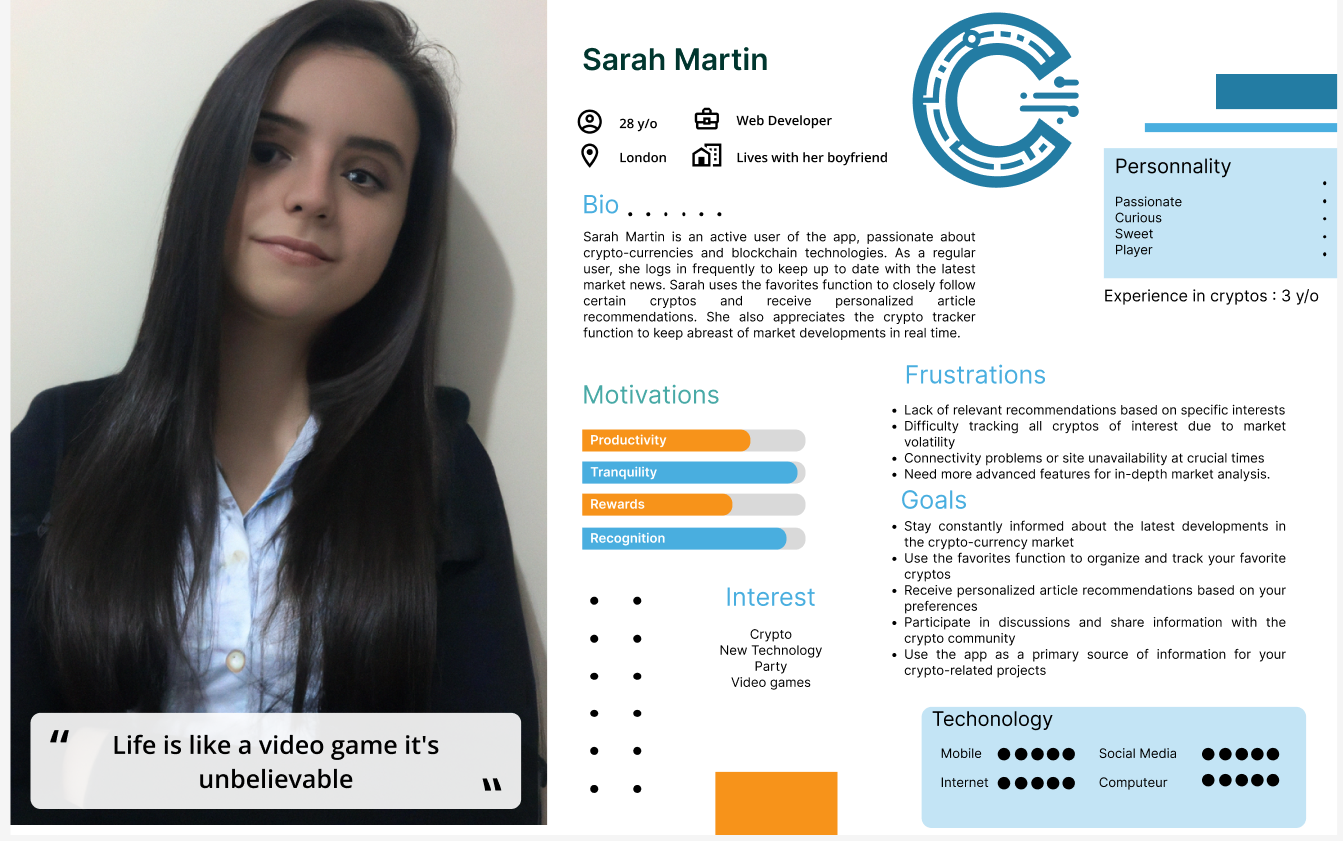 Sarah Martin
28 y/o
Web Developer
London
Lives with her boyfriend
Bio
Sarah Martin is an active user of the app, passionate about
crypto-currencies and blockchain technologies. As a regular
user, she logs in frequently to keep up to date with the latest
market news. Sarah uses the favorites function to closely follow
certain cryptos and receive personalized article
recommendations. She also appreciates the crypto tracker
function to keep abreast of market developments in real time.
Personnality
Passionate
Curious
Sweet
Player
Experience in cryptos : 3 y/o
Motivations
Productivity
Tranquility
Rewards
Recognition
Frustrations
• Lack of relevant recommendations based on specific interests
• Difficulty tracking all cryptos of interest due to market
volatility
• Connectivity problems or site unavailability at crucial times
• Need more advanced features for in-depth market analysis.
Goals
• Stay constantly informed about the latest developments in
the crypto-currency market
• Use the favorites function to organize and track your favorite
cryptos
• Receive personalized article recommendations based on your
preferences
• Participate in discussions and share information with the
crypto community
• Use the app as a primary source of information for your
crypto-related projects
Interest
Crypto
New Technology
Party
Video games
Techonology
Mobile
Social Media
Internet
Computeur
“ Life is like a video game it's
unbelievable "